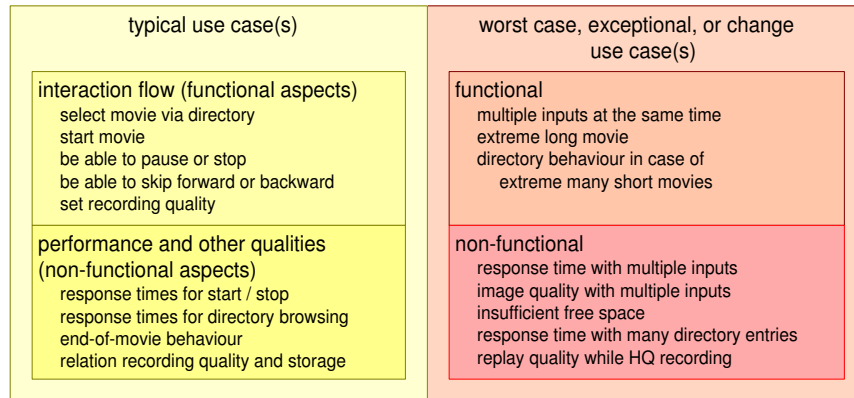 typical use case(s)
interaction flow (functional aspects)
select movie via directory
start movie
be able to pause or stop
be able to skip forward or backward
set recording quality
performance and other qualities
(non-functional aspects)
response times for start / stop
response times for directory browsing
end-of-movie behaviour
relation recording quality and storage
worst case, exceptional, or change
use case(s)
functional
multiple inputs at the same time
extreme long movie
directory behaviour in case of
extreme many short movies
non-functional
response time with multiple inputs
image quality with multiple inputs
insufficient free space
response time with many directory entries
replay quality while HQ recording